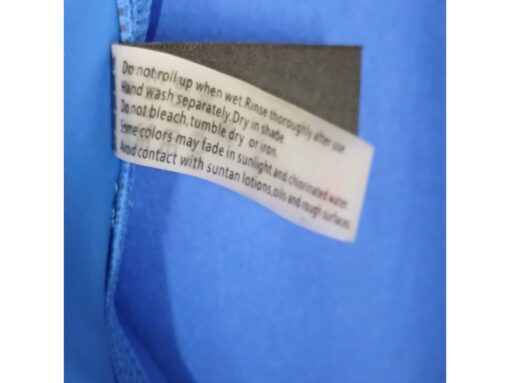 Do not roll up when wet.Rinse thoroughly after use
Hand wash separately.Dry in shade.
Do not bleach,tumble dry or iron.
Some colors may fade in sunlight and chlorinated water
Avoid contact with suntan lotions,oils and rough surfaces.